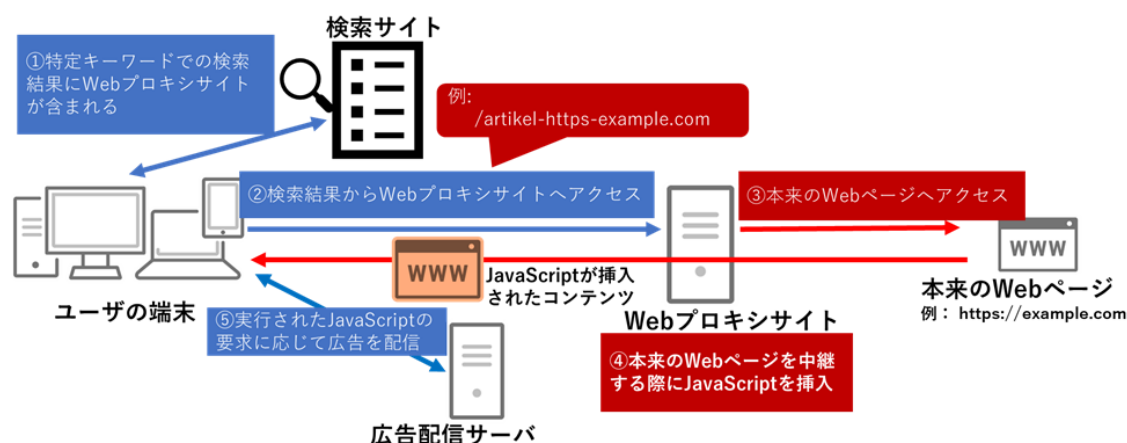 検索サイト
①特定キーワードでの検索
結果にWebプロキシサイト
が含まれる
例:
/artikel-https-example.com
②検索結果からWebプロキシサイトへアクセス
③本来のWebページへアクセス
WWW
WWW
JavaScriptが挿入
されたコンテンツ
ユーザの端末
Webプロキシサイト
本来のWebページ
例： https://example.com
⑤実行されたJavaScriptの
要求に応じて広告を配信
④本来のWebページを中継
する際にJavaScriptを挿入
広告配信サーバ